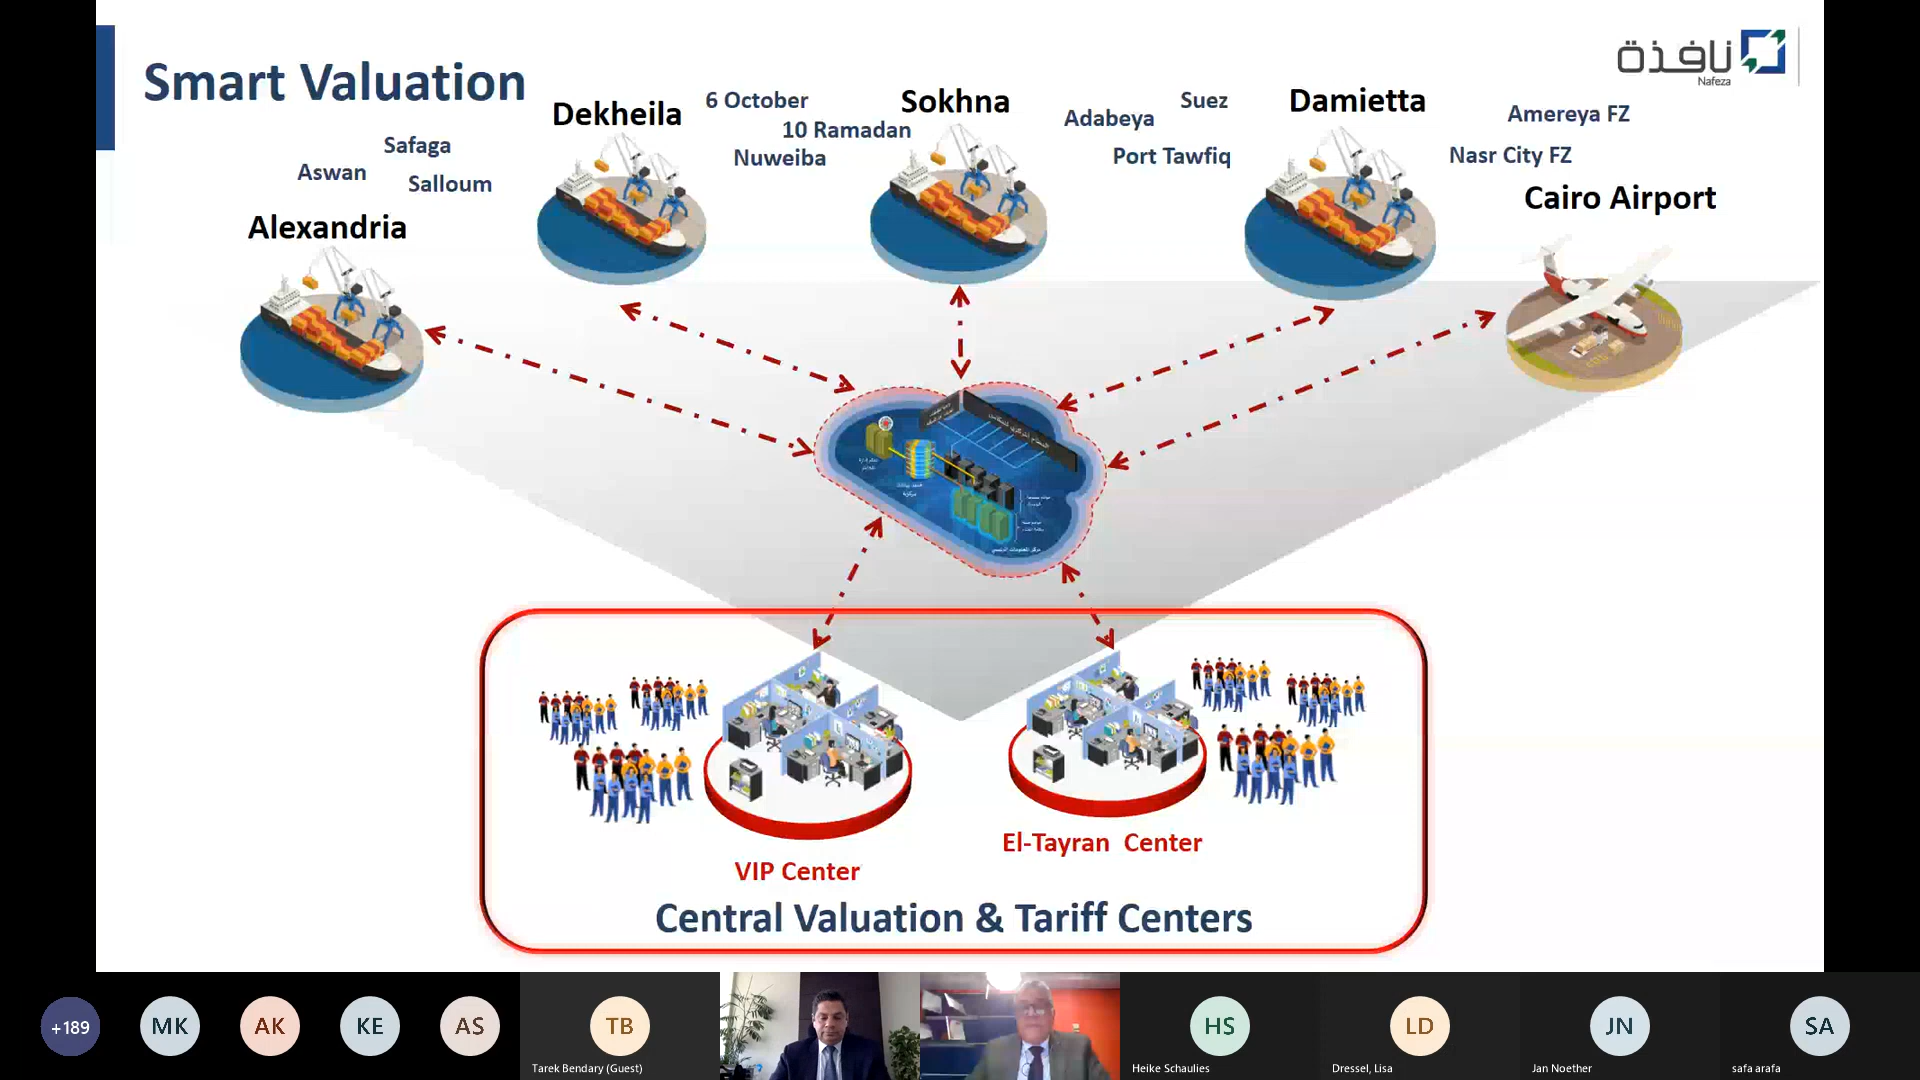 Smart Valuation
نافذة
Nafeza
Dekheila
6 October
10 Ramadan
Nuweiba
Sokhna
Adabeya
Suez
Port Tawfiq
Damietta
Amereya FZ
Nasr City FZ
Cairo Airport
Safaga
Aswan
Salloum
Alexandria
VIP Center
El-Tayran Center
Central Valuation & Tariff Centers
+189
MK
AK
KE
AS
TB
Tarek Bendary (Guest)
HS
Heike Schaulies
LD
Dressel, Lisa
JN
Jan Noether
SA
safa arafa